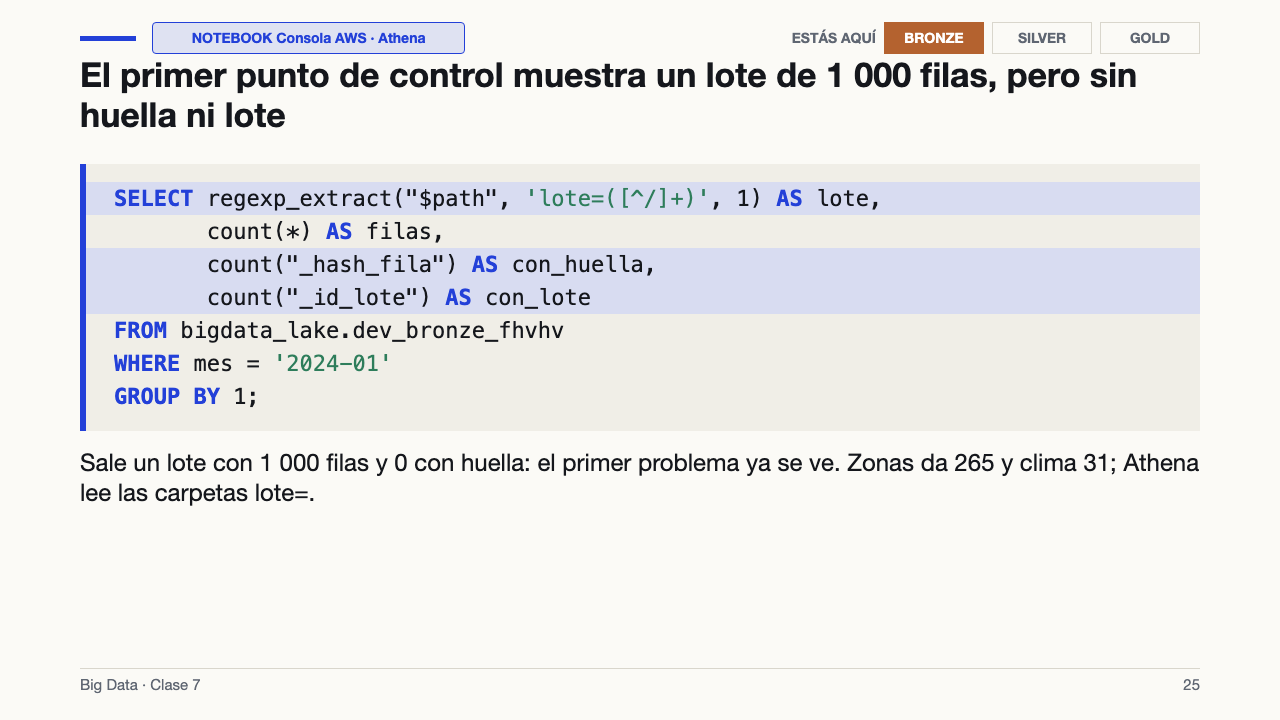 NOTEBOOK Consola AWS · Athena
ESTÁS AQUÍ
BRONZE
SILVER
GOLD
El primer punto de control muestra un lote de 1 000 filas, pero sin
huella ni lote
SELECT regexp_extract("$path", 'lote=([^/]+)', 1) AS lote,
       count(*) AS filas,
       count("_hash_fila") AS con_huella,
       count("_id_lote") AS con_lote
FROM bigdata_lake.dev_bronze_fhvhv
WHERE mes = '2024-01'
GROUP BY 1;
Sale un lote con 1 000 filas y 0 con huella: el primer problema ya se ve. Zonas da 265 y clima 31; Athena
lee las carpetas lote=.
Big Data · Clase 7
25